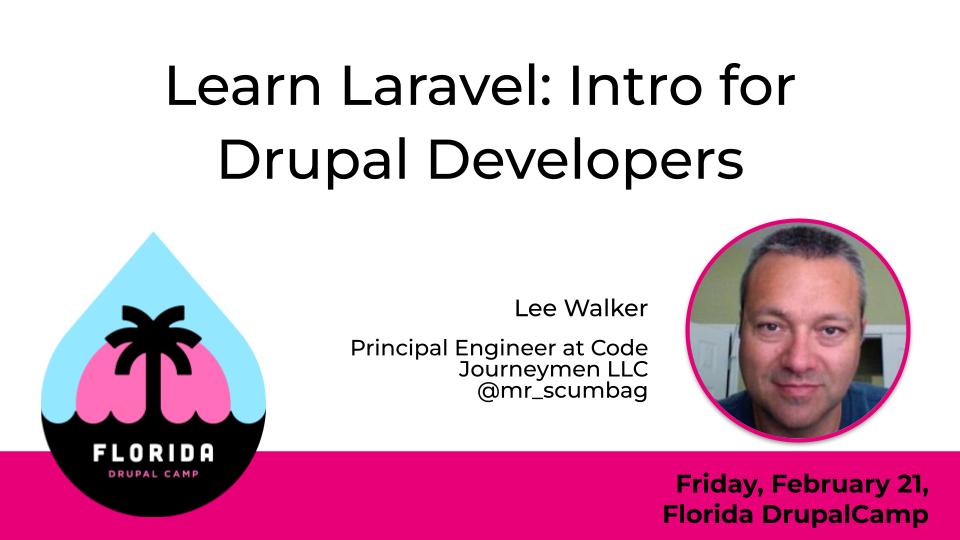 Learn Laravel: Intro for
Drupal Developers
Lee Walker
Principal Engineer at Code
Journeymen LLC
@mr_scumbag
FLORIDA
DRUPAL CAMP
Friday, February 21,
Florida DrupalCamp